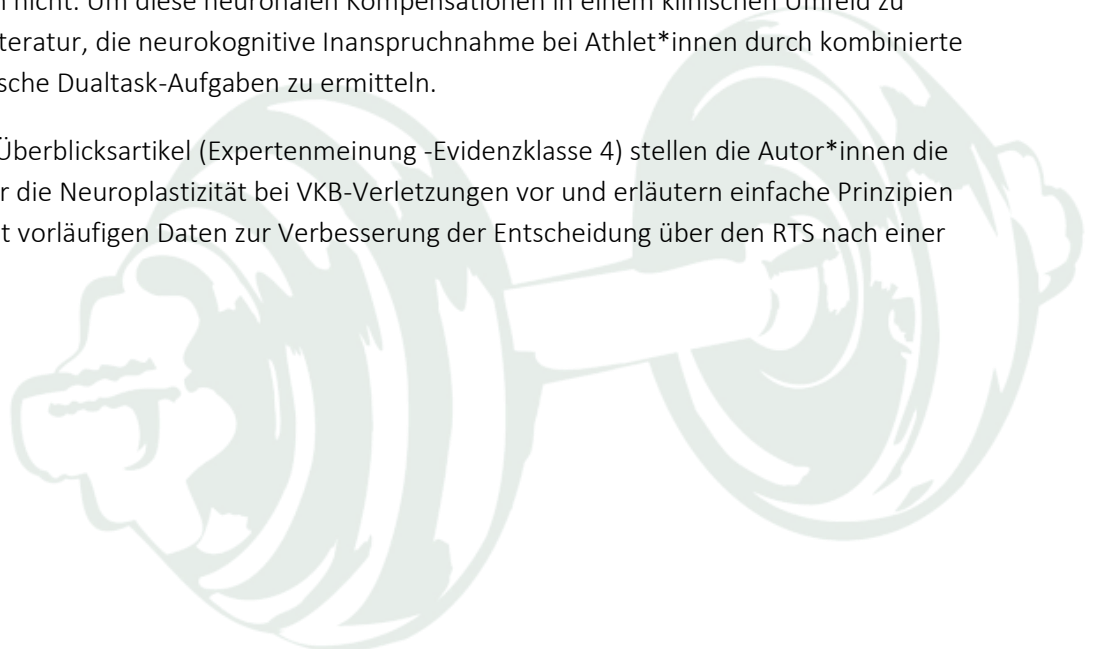 nicht. Um diese neuronalen Kompensationen in einem klinischen Umfeld zu
teratur, die neurokognitive Inanspruchnahme bei Athlet*innen durch kombinierte
sche Dualtask-Aufgaben zu ermitteln.
Überblicksartikel (Expertenmeinung -Evidenzklasse 4) stellen die Autor*innen die
r die Neuroplastizität bei VKB-Verletzungen vor und erläutern einfache Prinzipien
t vorläufigen Daten zur Verbesserung der Entscheidung über den RTS nach einer